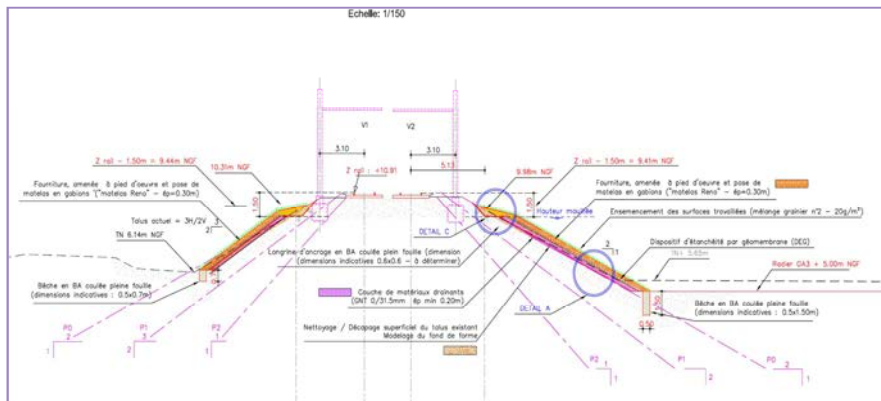 Echelle: 1/150
V1
V2
3.10
3.10
5.13
Z rail - 1.50m = 9.44m NGF
10.31m NGF
Z rail : +10.91
9.98m NGF
Z rail - 1.50m = 9.41m NGF
1.50
1.50
Fourniture, amenée à pied d'oeuvre et pose de
matelas en gabions ("matelas Reno" - ép=0.30m)
Fourniture, amenée à pied d'oeuvre et pose de
matelas en gabions ("matelas Reno" - ép=0.30m)
Hauteur mouillée
Ensemencement des surfaces travaillées (mélange grainier n°2 - 20g/m²)
Talus actuel = 3H/2V
3
2
DETAIL C
2
1
Dispositif d'étanchéité par géomembrane (DEG)
TN 6.14m NGF
Longrine d'ancrage en BA coulée pleine fouille (dimension
(dimensions indicatives 0.6x0.6 - à déterminer)
TN: 5.65m
Radier OA3 + 5.00m NGF
Bêche en BA coulée pleine fouille
(dimensions indicatives : 0.5x0.7m)
Couche de matériaux drainants
(GNT 0/31.5mm ép min 0.20m)
DETAIL A
Bêche en BA coulée pleine fouille
(dimensions indicatives : 0.5x1.50m)
0.50
Nettoyage / Décapage superficiel du talus existant
Modelage du fond de forme
P0
2
1
P1
3
2
P2
1
1
P2
1
1
P1
2
P0
3
1